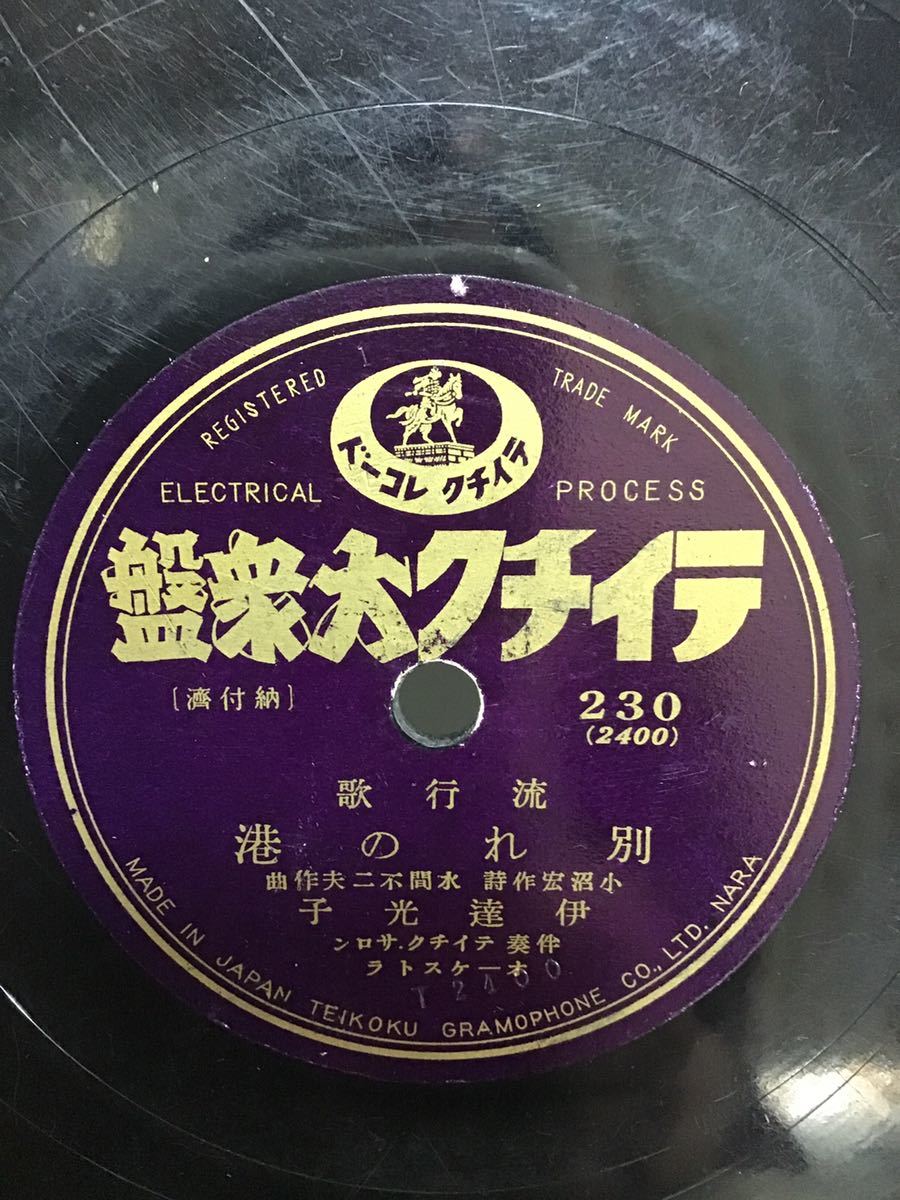 REGISTERED TRADE MARK
テイチクレコード
ELECTRICAL PROCESS
テイチク大衆盤
230
(2400)
[納付濟]
流行歌
別れの港
小沼宏作詩 水間不二夫作曲
伊達光子
伴奏 テイチク.サロン
オーケストラ
T2400
MADE IN JAPAN TEIKOKU GRAMOPHONE CO., LTD. NARA